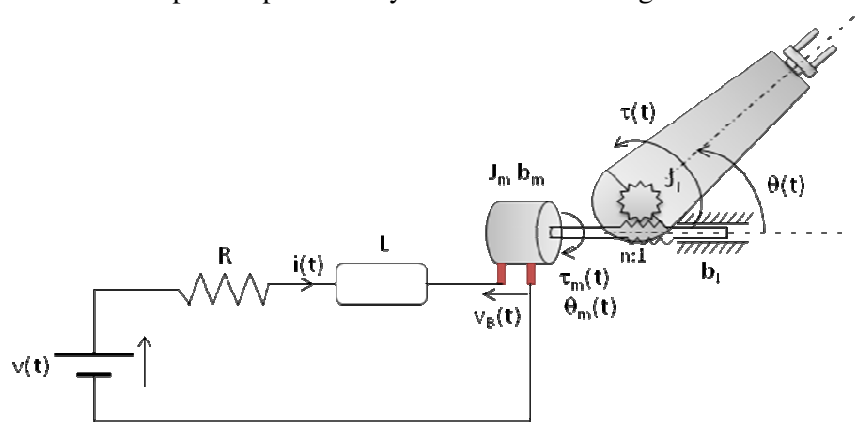 τ(t)
J_l
θ(t)
J_m b_m
n:1
b_l
τ_m(t)
θ_m(t)
R
i(t)
L
v_B(t)
v(t)